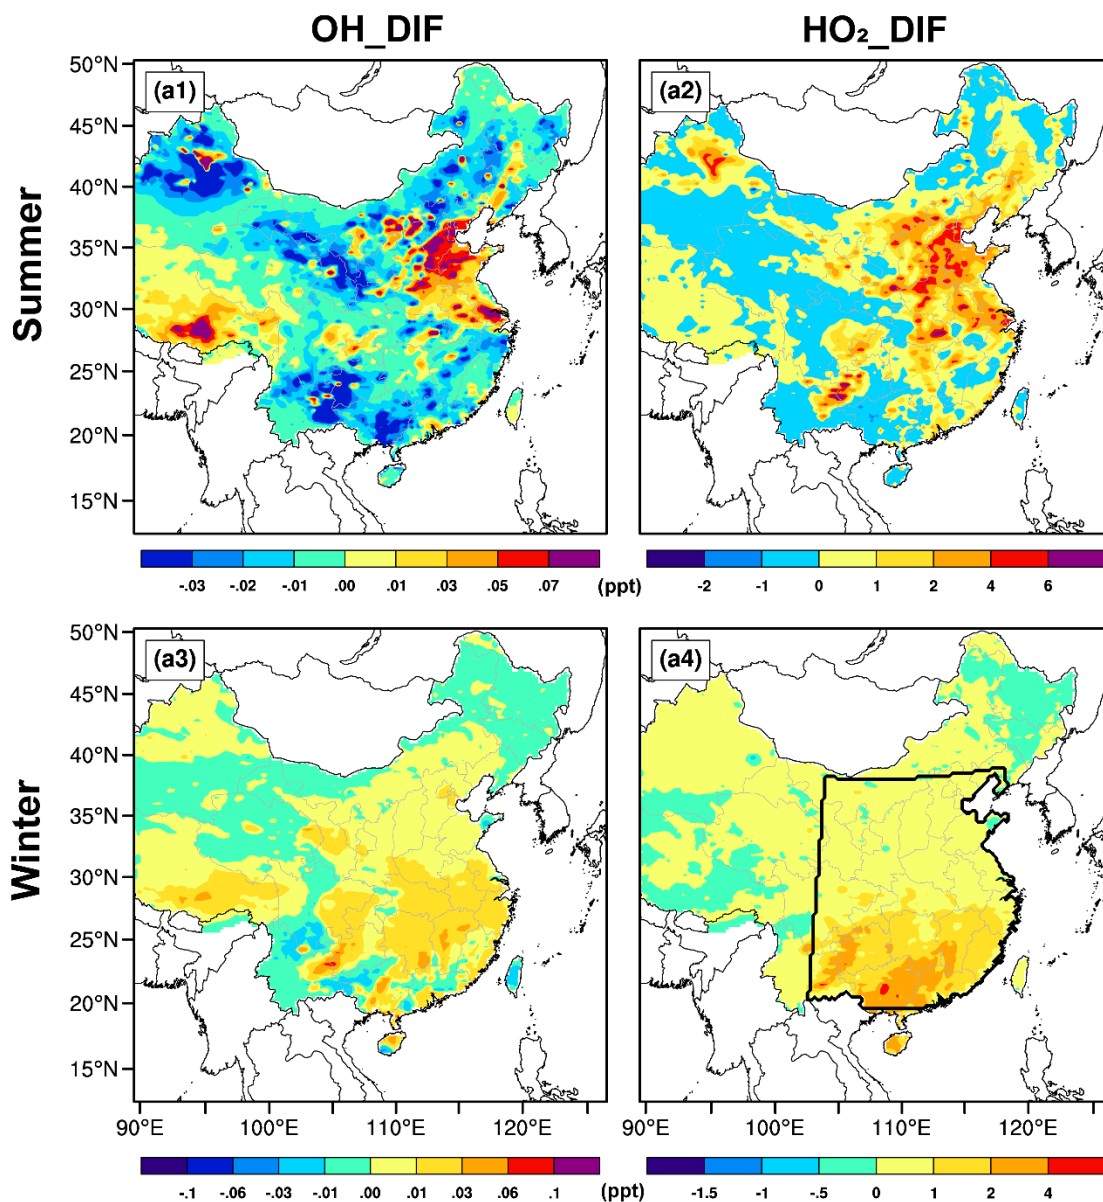 OH_DIF HO₂_DIF
Summer
(a1) (a2)
50°N
45°N
40°N
35°N
30°N
25°N
20°N
15°N
-.03 -.02 -.01 .00 .01 .03 .05 .07 (ppt) -2 -1 0 1 2 4 6
Winter
(a3) (a4)
50°N
45°N
40°N
35°N
30°N
25°N
20°N
15°N
90°E 100°E 110°E 120°E 90°E 100°E 110°E 120°E
-.1 -.06 -.03 -.01 .00 .01 .03 .06 .1 (ppt) -1.5 -1 -.5 0 1 2 4